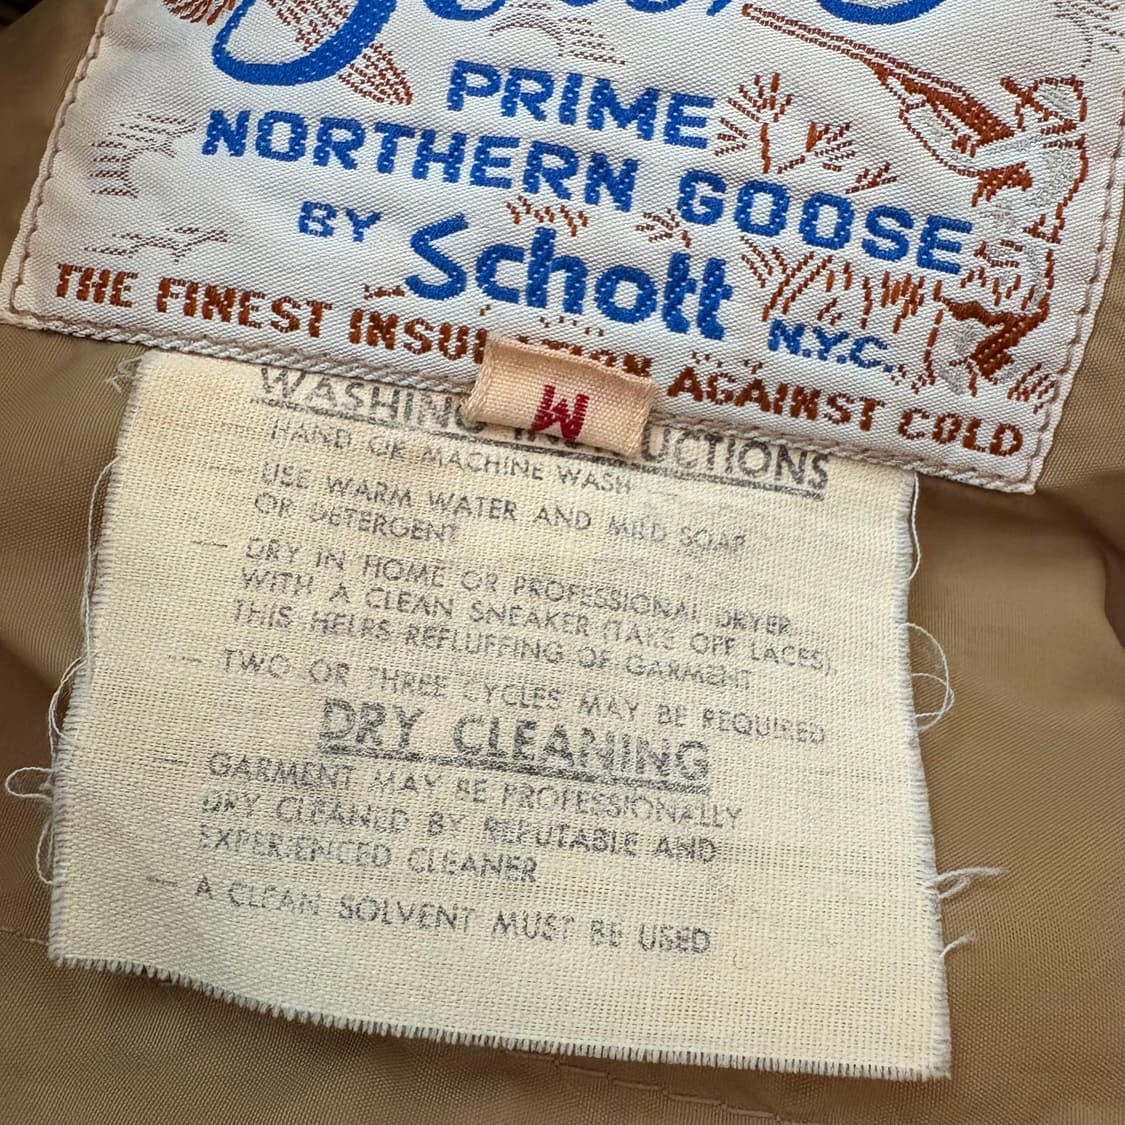 PRIME
NORTHERN GOOSE
BY Schott N.Y.C.
THE FINEST AGAINST COLD
M
WASHING INSTRUCTIONS
HAND OR MACHINE WASH —
— USE WARM WATER AND MILD SOAP
OR DETERGENT
— DRY IN HOME OR PROFESSIONAL DRYER
WITH A CLEAN SNEAKER (TAKE OFF LACES),
THIS HELPS REFLUFFING OF GARMENT
— TWO OR THREE CYCLES MAY BE REQUIRED
DRY CLEANING
— GARMENT MAY BE PROFESSIONALLY
DRY CLEANED BY REPUTABLE AND
EXPERIENCED CLEANER
— A CLEAN SOLVENT MUST BE USED